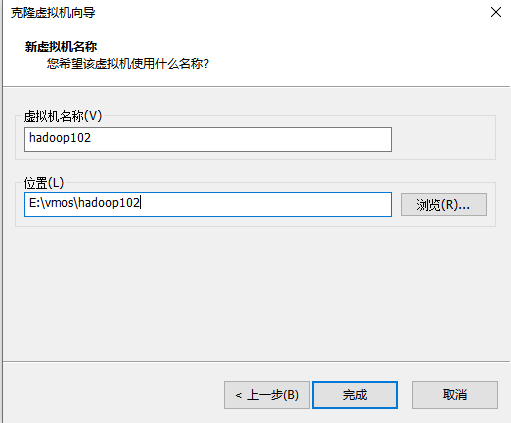 克隆虚拟机向导
新虚拟机名称
您希望该虚拟机使用什么名称?
虚拟机名称(V)
hadoop102
位置(L)
E:\vmos\hadoop102
浏览(R)...
< 上一步(B)
完成
取消